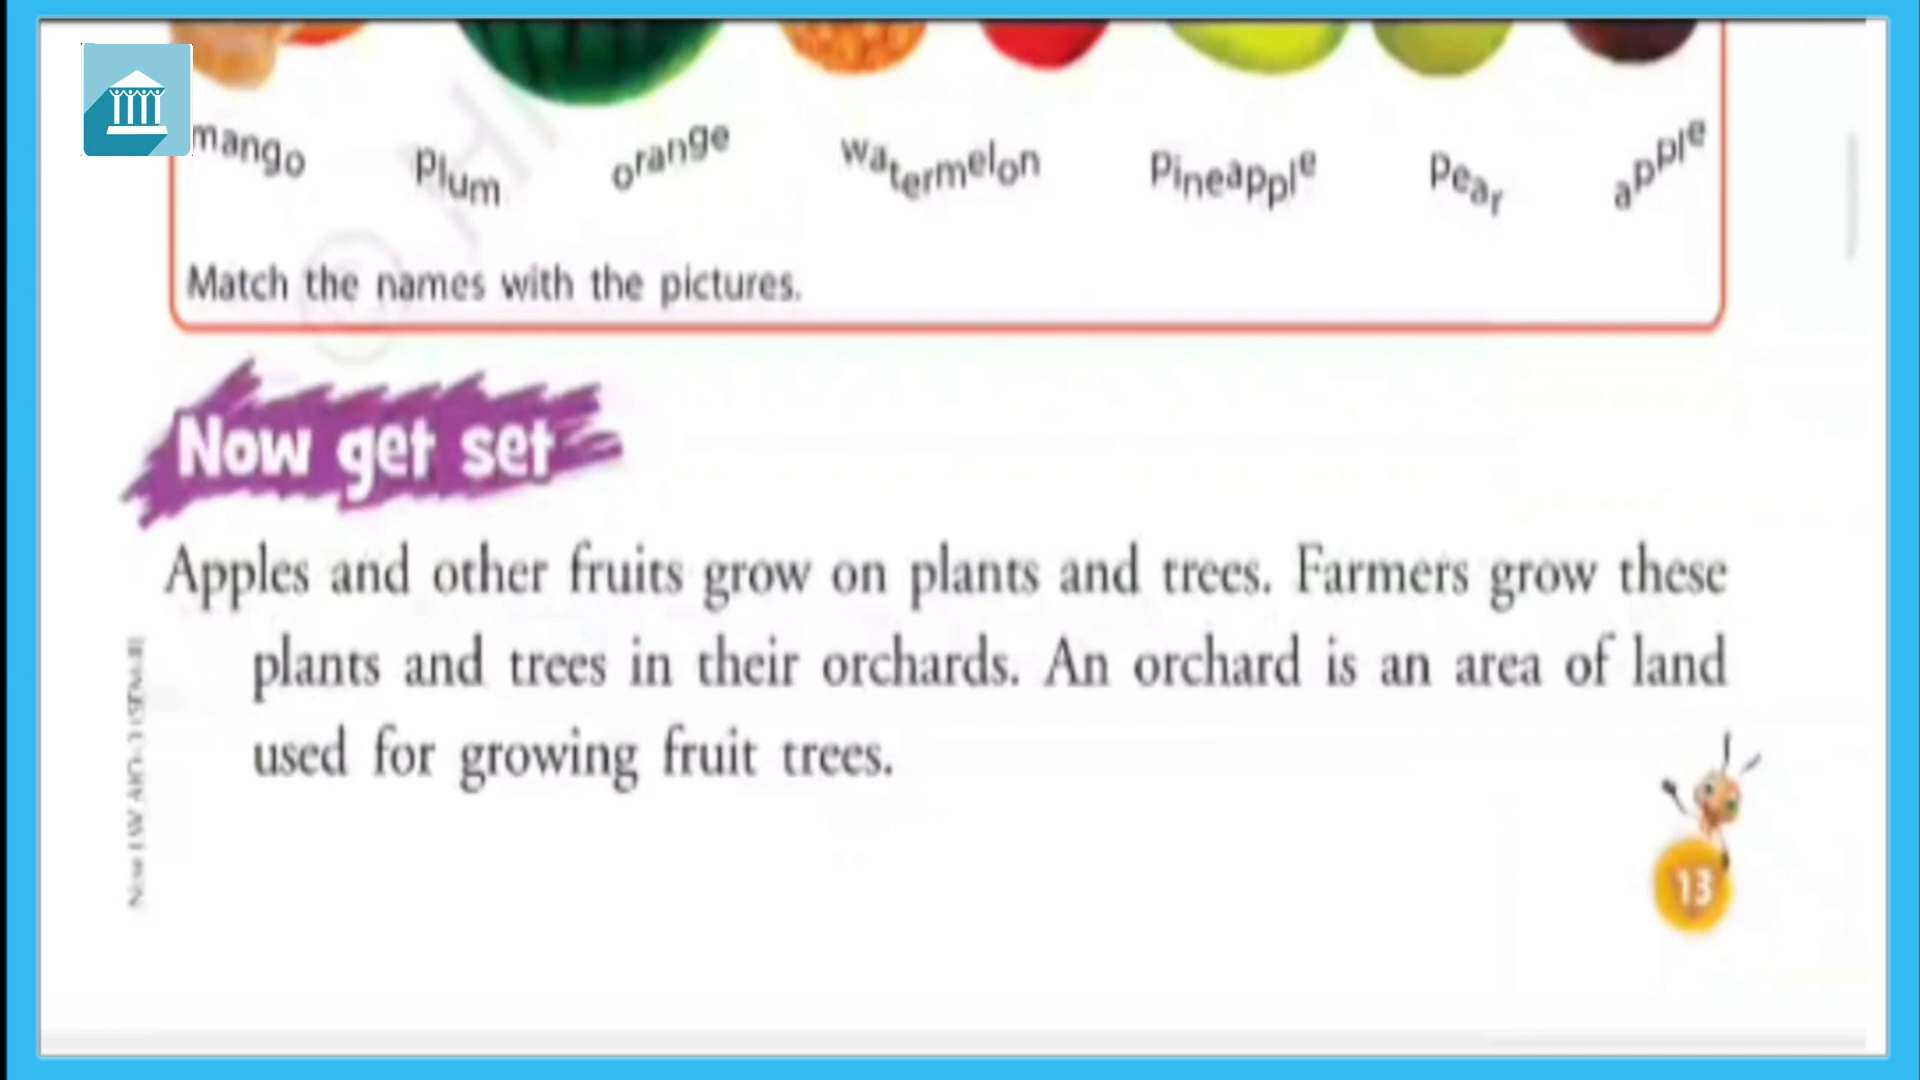 mango plum orange watermelon pineapple pear apple
Match the names with the pictures.
Now get set
Apples and other fruits grow on plants and trees. Farmers grow these
plants and trees in their orchards. An orchard is an area of land
used for growing fruit trees.
13